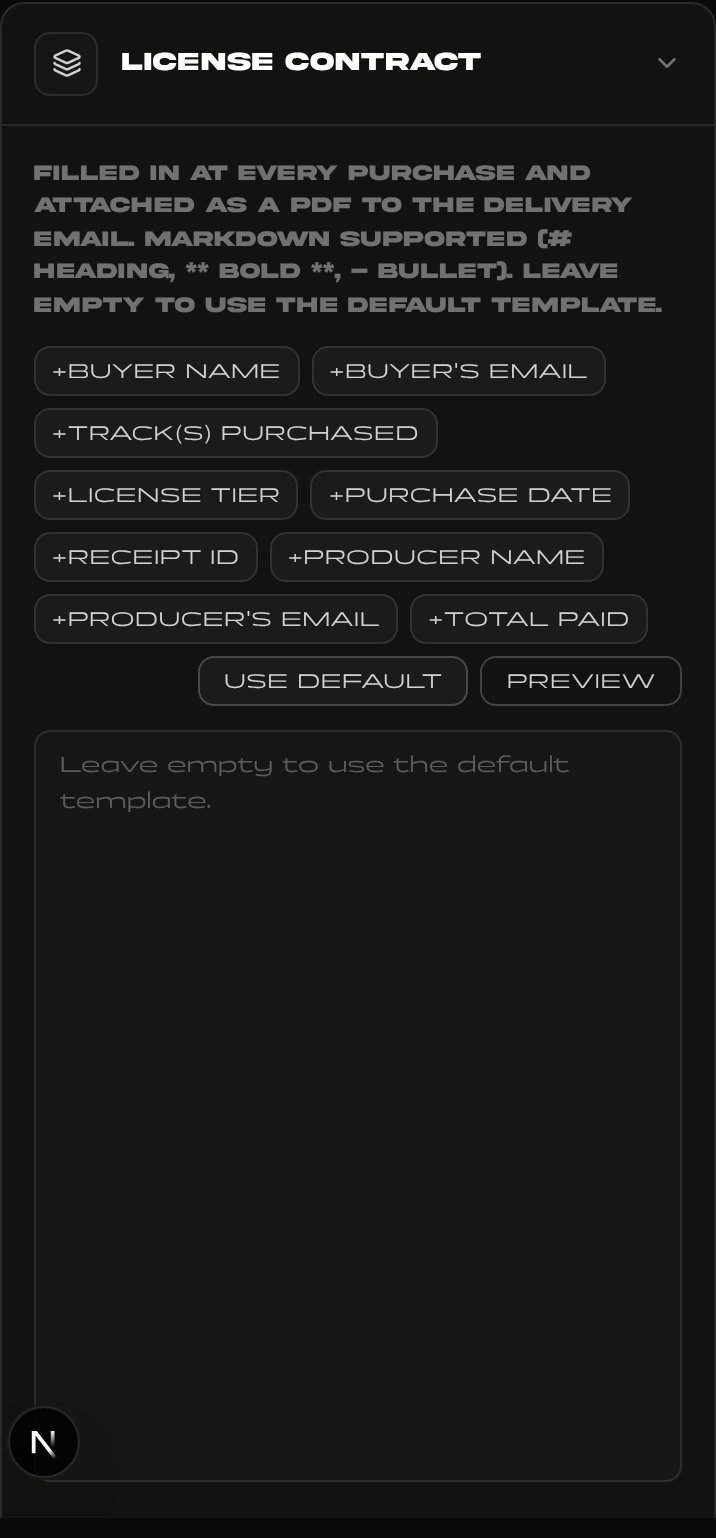 LICENSE CONTRACT
FILLED IN AT EVERY PURCHASE AND
ATTACHED AS A PDF TO THE DELIVERY
EMAIL. MARKDOWN SUPPORTED (#
HEADING, ** BOLD **, – BULLET). LEAVE
EMPTY TO USE THE DEFAULT TEMPLATE.
+BUYER NAME +BUYER'S EMAIL
+TRACK(S) PURCHASED
+LICENSE TIER +PURCHASE DATE
+RECEIPT ID +PRODUCER NAME
+PRODUCER'S EMAIL +TOTAL PAID
USE DEFAULT PREVIEW
Leave empty to use the default
template.
N